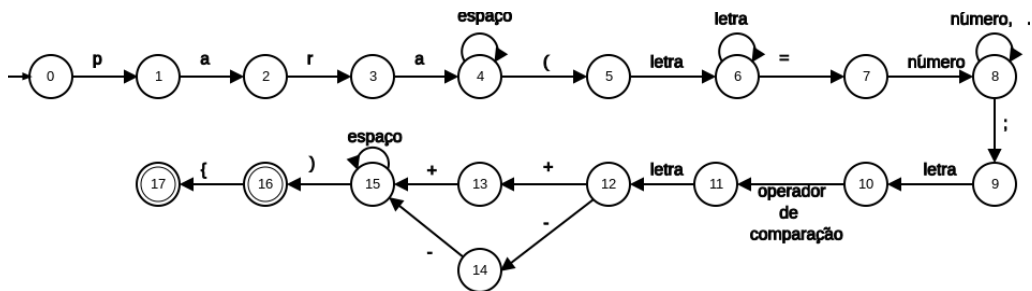 espaço letra número, .
p a r a ( letra = número
0 1 2 3 4 5 6 7 8
;
espaço
{ ) + + letra letra
17 16 15 13 12 11 10 9
operador
de
comparação
- -
14